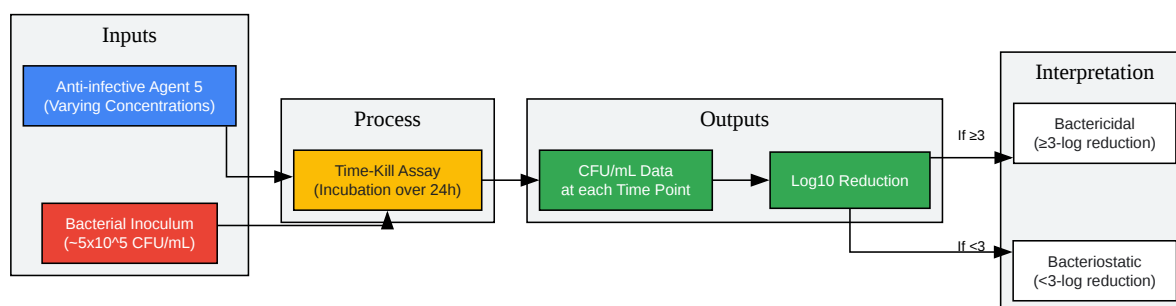 Inputs
Anti-infective Agent 5
(Varying Concentrations)
Bacterial Inoculum
(~5x10^5 CFU/mL)
Process
Time-Kill Assay
(Incubation over 24h)
Outputs
CFU/mL Data
at each Time Point
Log10 Reduction
If ≥3
If <3
Interpretation
Bactericidal
(≥3-log reduction)
Bacteriostatic
(<3-log reduction)